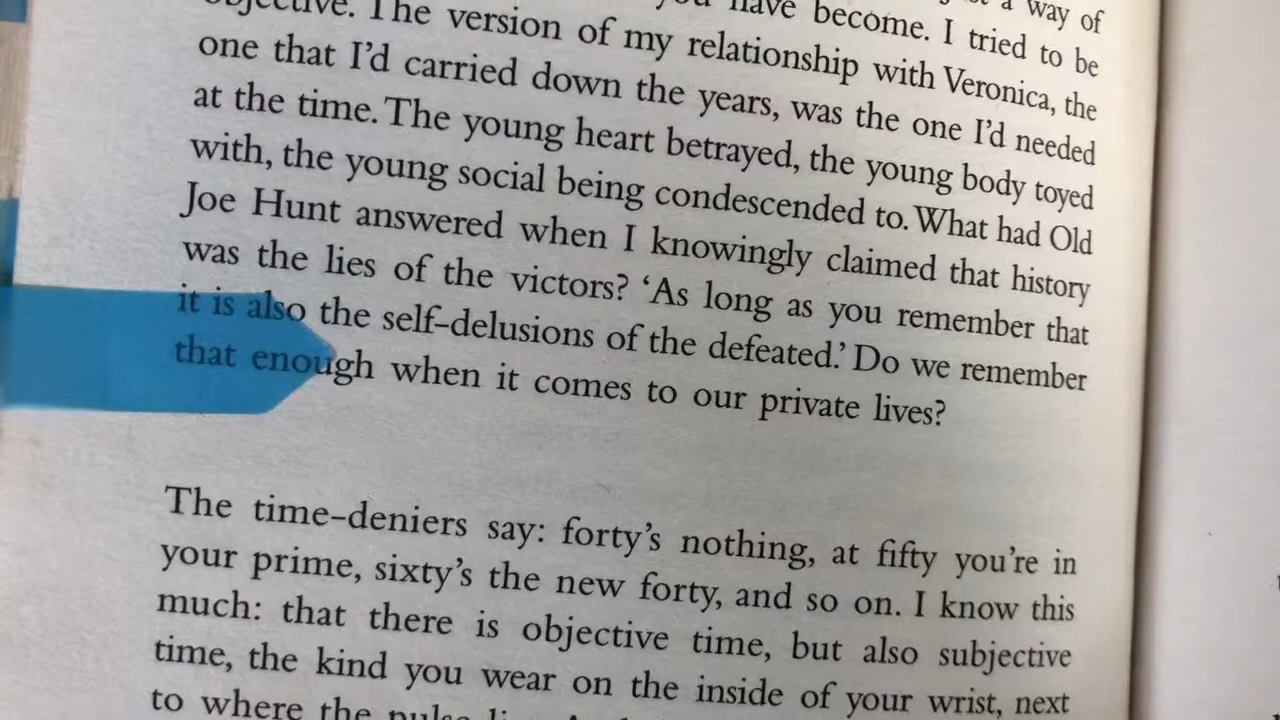 a way of
you have become. I tried to be
objective. The version of my relationship with Veronica, the
one that I’d carried down the years, was the one I’d needed
at the time. The young heart betrayed, the young body toyed
with, the young social being condescended to. What had Old
Joe Hunt answered when I knowingly claimed that history
was the lies of the victors? ‘As long as you remember that
it is also the self-delusions of the defeated.’ Do we remember
that enough when it comes to our private lives?
The time-deniers say: forty’s nothing, at fifty you’re in
your prime, sixty’s the new forty, and so on. I know this
much: that there is objective time, but also subjective
time, the kind you wear on the inside of your wrist, next
to where the pulse